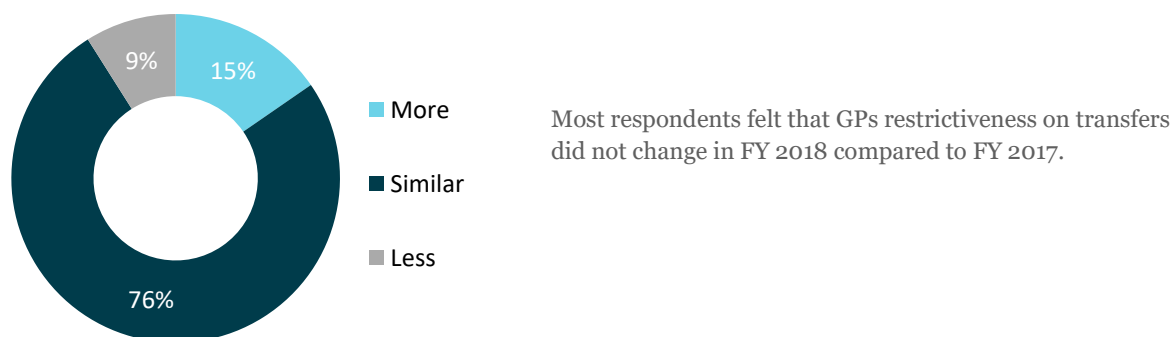 9%
15%
76%
More
Similar
Less
Most respondents felt that GPs restrictiveness on transfers
did not change in FY 2018 compared to FY 2017.